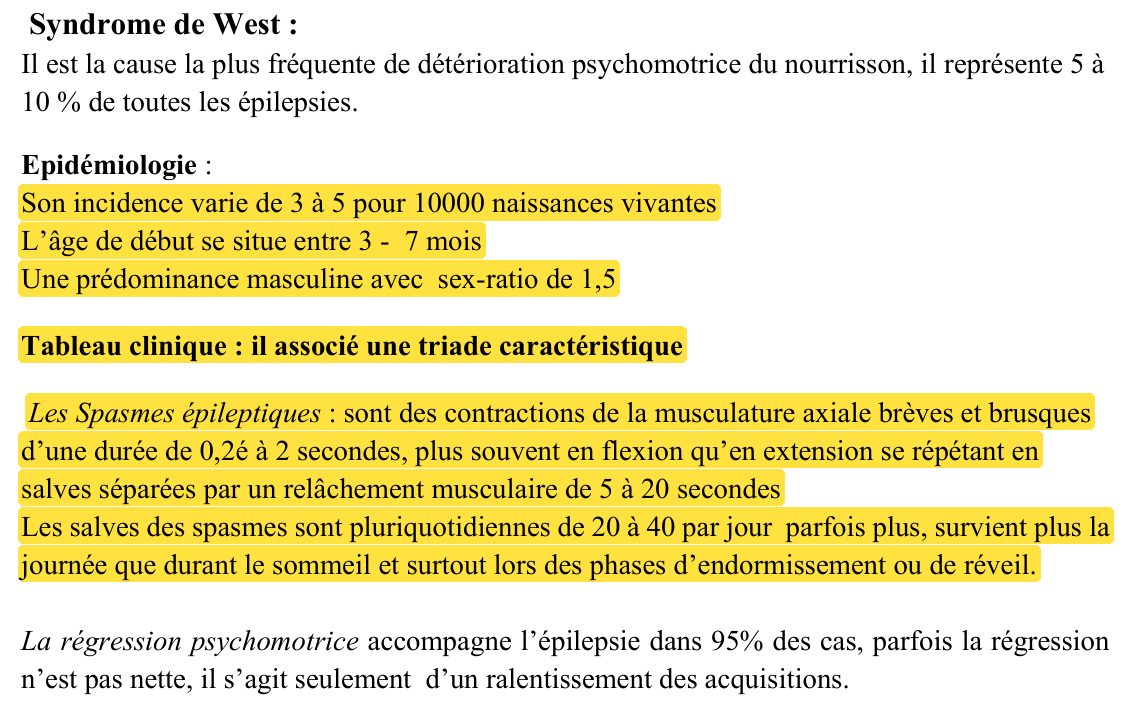 Syndrome de West :
Il est la cause la plus fréquente de détérioration psychomotrice du nourrisson, il représente 5 à
10 % de toutes les épilepsies.
Epidémiologie :
Son incidence varie de 3 à 5 pour 10000 naissances vivantes
L’âge de début se situe entre 3 -  7 mois
Une prédominance masculine avec  sex-ratio de 1,5
Tableau clinique : il associé une triade caractéristique
Les Spasmes épileptiques : sont des contractions de la musculature axiale brèves et brusques
d’une durée de 0,2é à 2 secondes, plus souvent en flexion qu’en extension se répétant en
salves séparées par un relâchement musculaire de 5 à 20 secondes
Les salves des spasmes sont pluriquotidiennes de 20 à 40 par jour  parfois plus, survient plus la
journée que durant le sommeil et surtout lors des phases d’endormissement ou de réveil.
La régression psychomotrice accompagne l’épilepsie dans 95% des cas, parfois la régression
n’est pas nette, il s’agit seulement  d’un ralentissement des acquisitions.